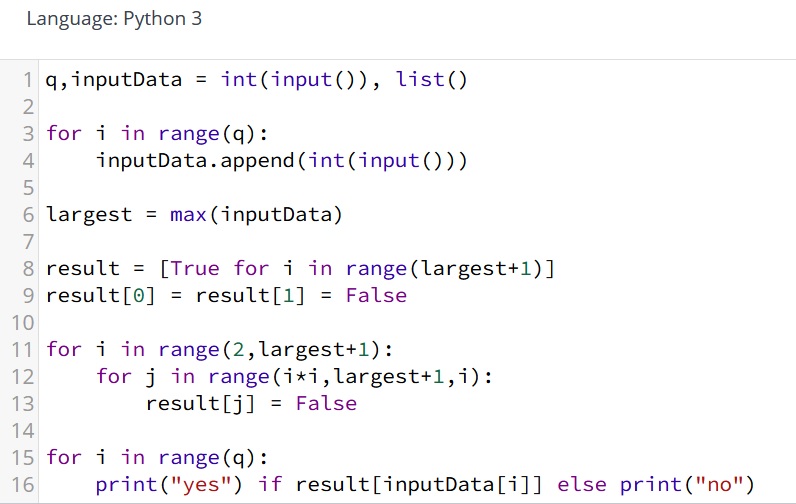 Language: Python 3
1 q,inputData = int(input()), list()
2
3 for i in range(q):
4     inputData.append(int(input()))
5
6 largest = max(inputData)
7
8 result = [True for i in range(largest+1)]
9 result[0] = result[1] = False
10
11 for i in range(2,largest+1):
12     for j in range(i*i,largest+1,i):
13         result[j] = False
14
15 for i in range(q):
16     print("yes") if result[inputData[i]] else print("no")